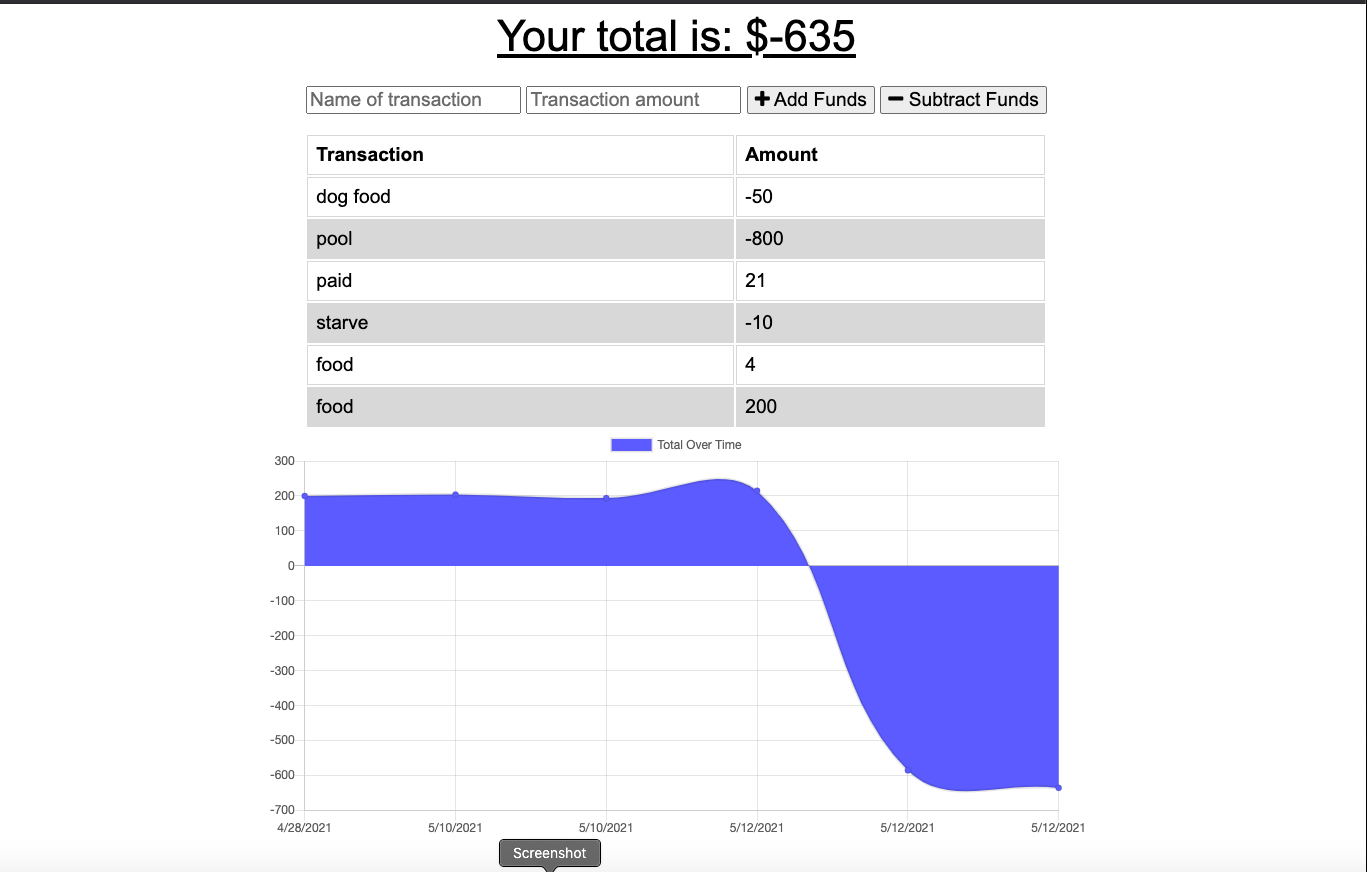 Your total is: $-635
Name of transaction Transaction amount Add Funds Subtract Funds
Transaction Amount
dog food -50
pool -800
paid 21
starve -10
food 4
food 200
Total Over Time
300
200
100
0
-100
-200
-300
-400
-500
-600
-700
4/28/2021 5/10/2021 5/10/2021 5/12/2021 5/12/2021 5/12/2021
Screenshot